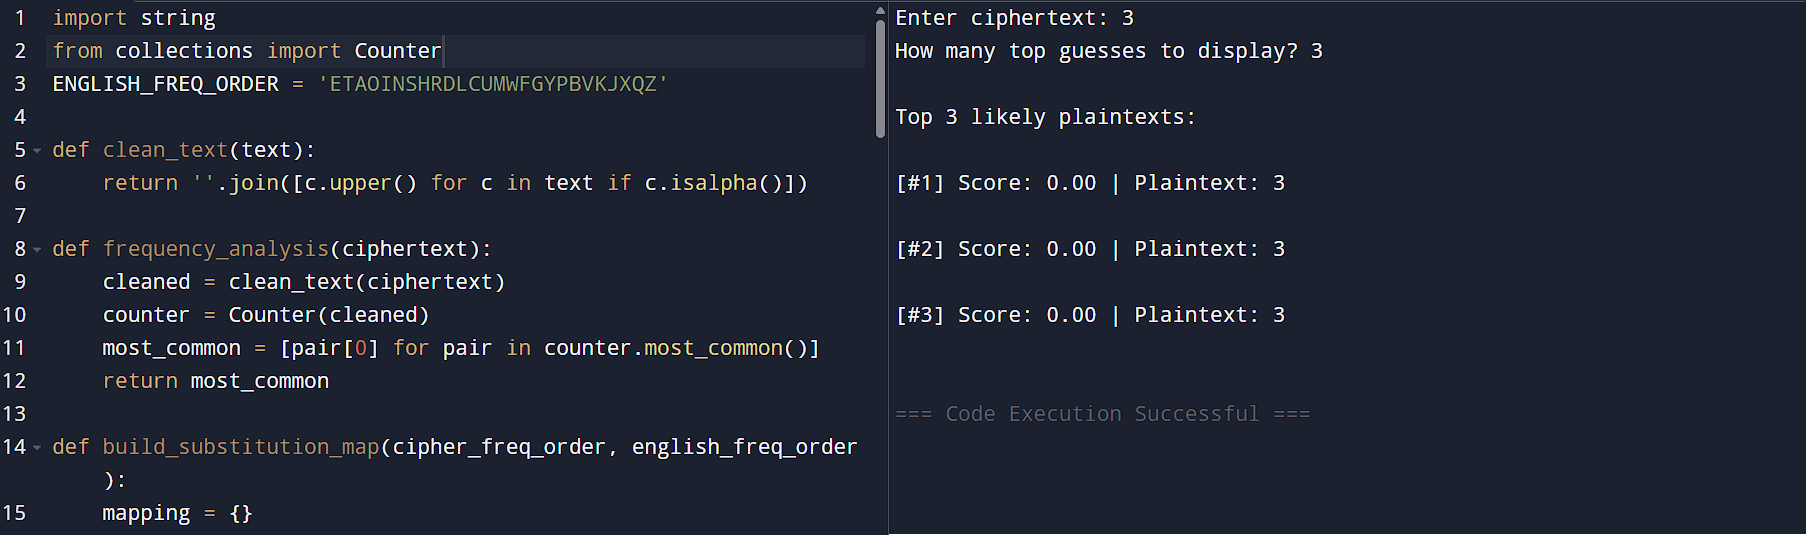 1 import string
2 from collections import Counter
3 ENGLISH_FREQ_ORDER = 'ETAOINSHRDLCUMWFGYPBVKJXQZ'
4
5 def clean_text(text):
6     return ''.join([c.upper() for c in text if c.isalpha()])
7
8 def frequency_analysis(ciphertext):
9     cleaned = clean_text(ciphertext)
10     counter = Counter(cleaned)
11     most_common = [pair[0] for pair in counter.most_common()]
12     return most_common
13
14 def build_substitution_map(cipher_freq_order, english_freq_order
):
15     mapping = {}
Enter ciphertext: 3
How many top guesses to display? 3
Top 3 likely plaintexts:
[#1] Score: 0.00 | Plaintext: 3
[#2] Score: 0.00 | Plaintext: 3
[#3] Score: 0.00 | Plaintext: 3
=== Code Execution Successful ===